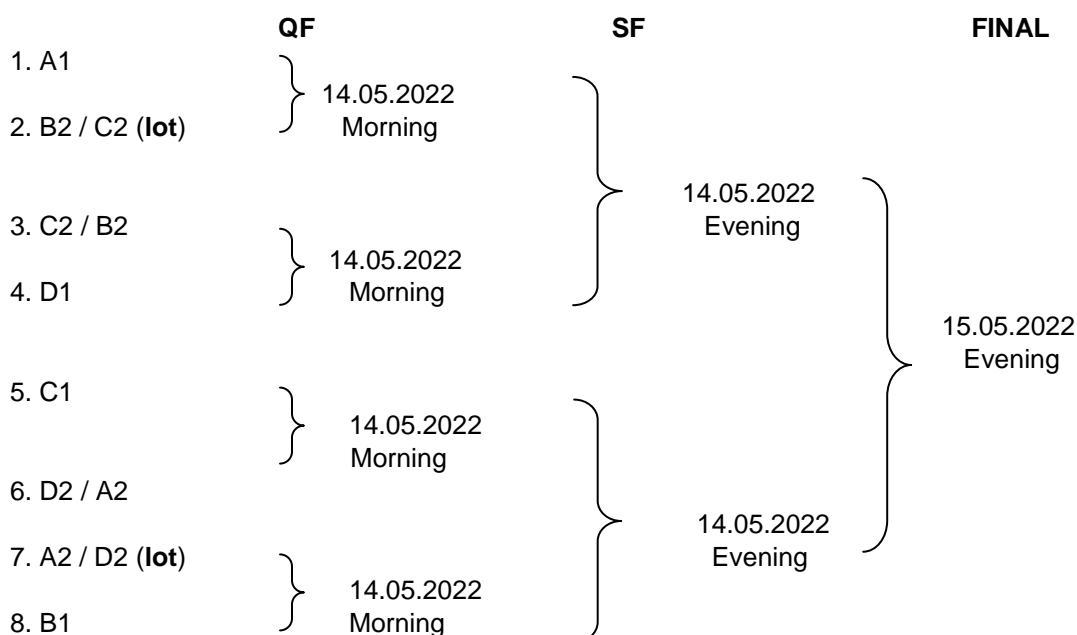 QF SF FINAL
1. A1
14.05.2022
Morning
2. B2 / C2 (lot)
14.05.2022
Evening
3. C2 / B2
14.05.2022
Morning
4. D1
15.05.2022
Evening
5. C1
14.05.2022
Morning
6. D2 / A2
14.05.2022
Evening
7. A2 / D2 (lot)
14.05.2022
Morning
8. B1